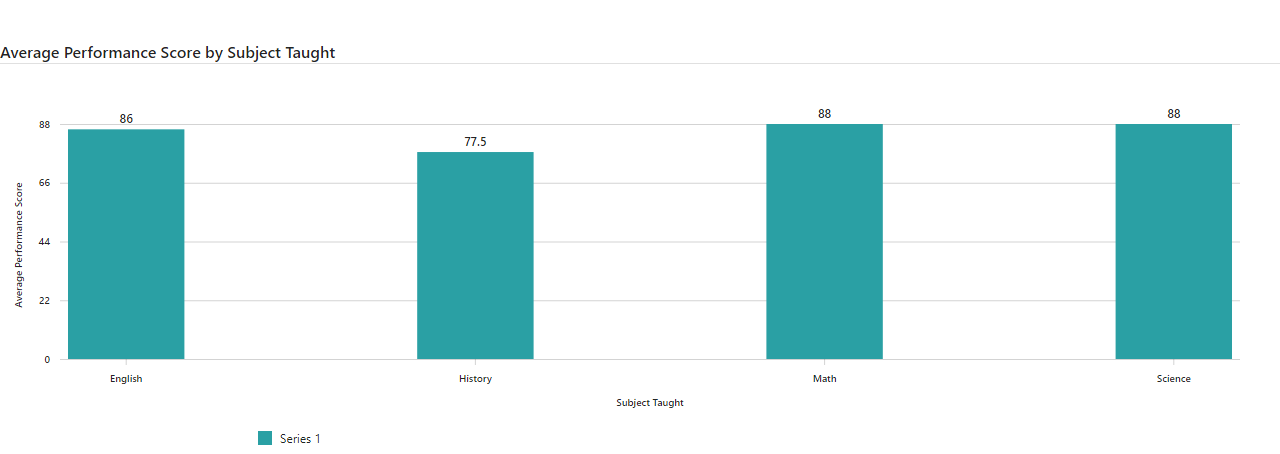 Average Performance Score by Subject Taught
86
77.5
88
88
88
66
44
22
0
Average Performance Score
English
History
Math
Science
Subject Taught
Series 1